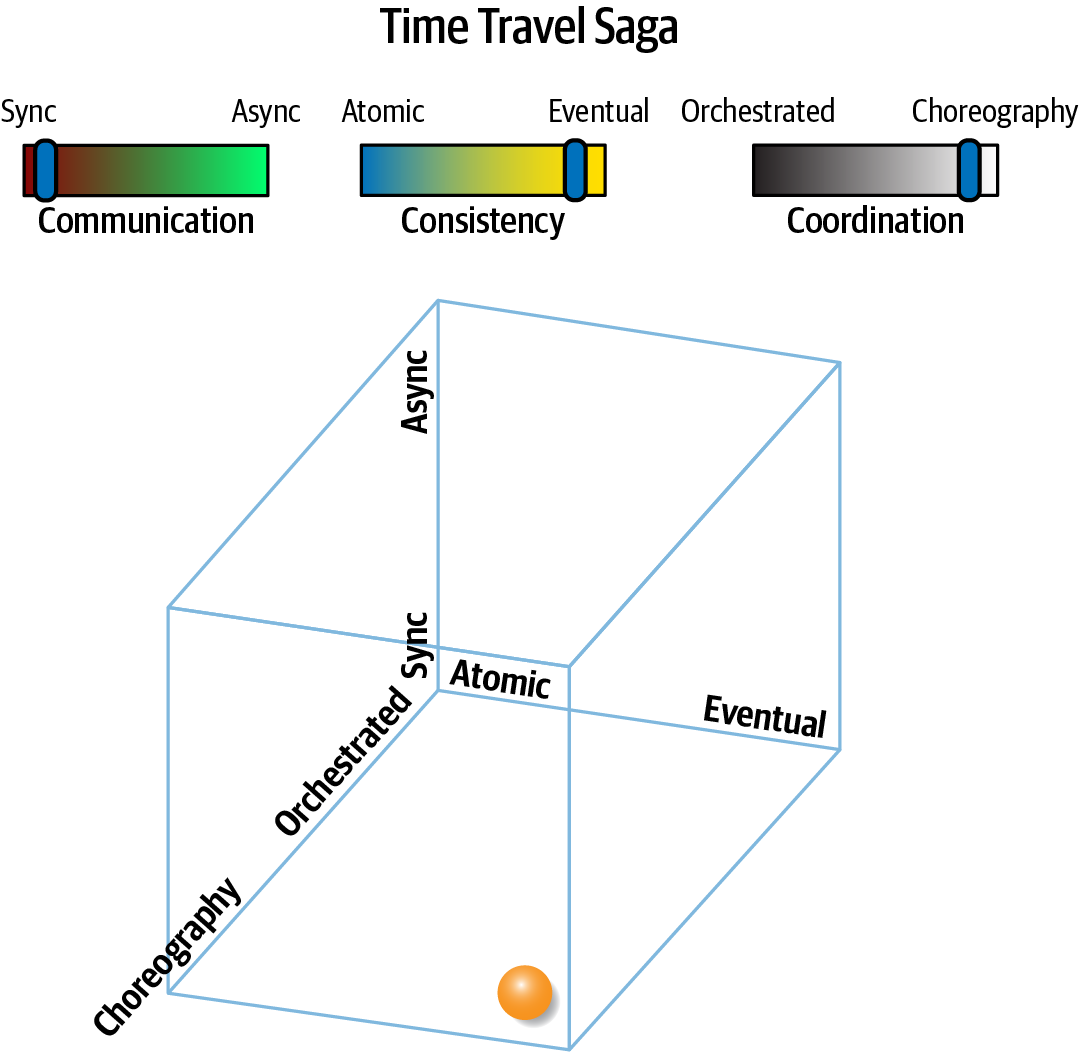 Time Travel Saga
Sync Async Atomic Eventual Orchestrated Choreography
Communication Consistency Coordination
Async
Sync
Atomic
Eventual
Orchestrated
Choreography